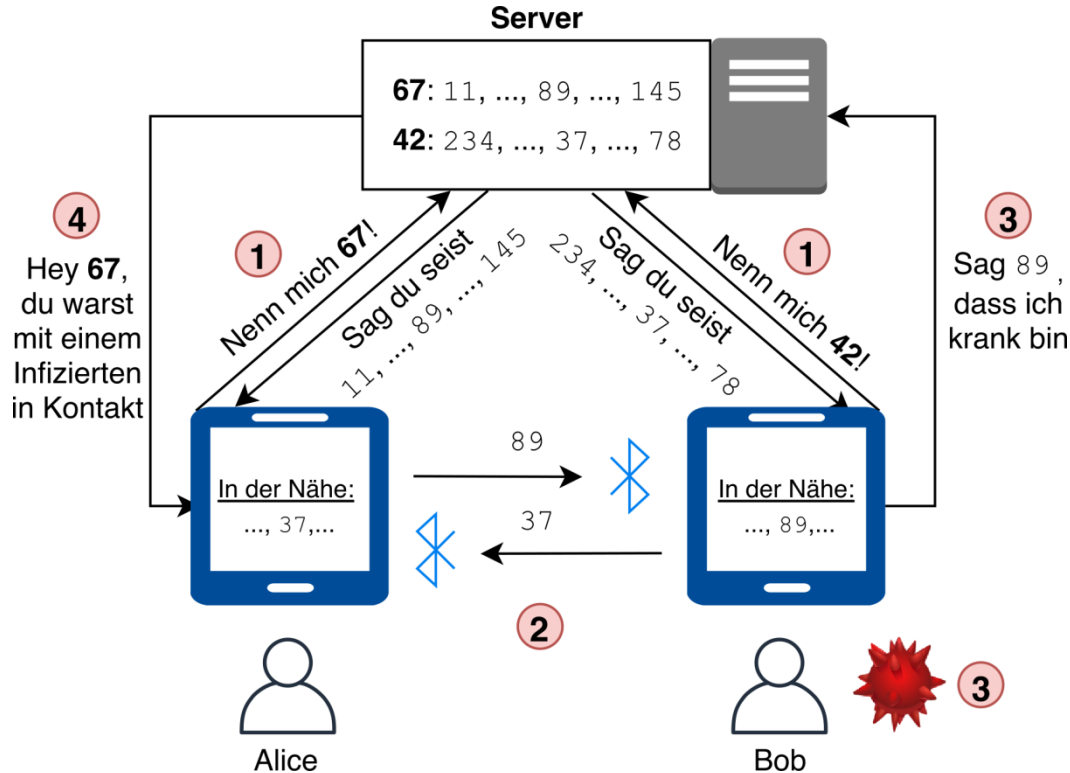 Server
67: 11, ..., 89, ..., 145
42: 234, ..., 37, ..., 78
4
Hey 67,
du warst
mit einem
Infizierten
in Kontakt
1
Nenn mich 67!
Sag du seist
11, ..., 89, ..., 145
1
Nenn mich 42!
Sag du seist
234, ..., 37, ..., 78
3
Sag 89,
dass ich
krank bin
In der Nähe:
..., 37,...
89
37
2
In der Nähe:
..., 89,...
3
Alice
Bob